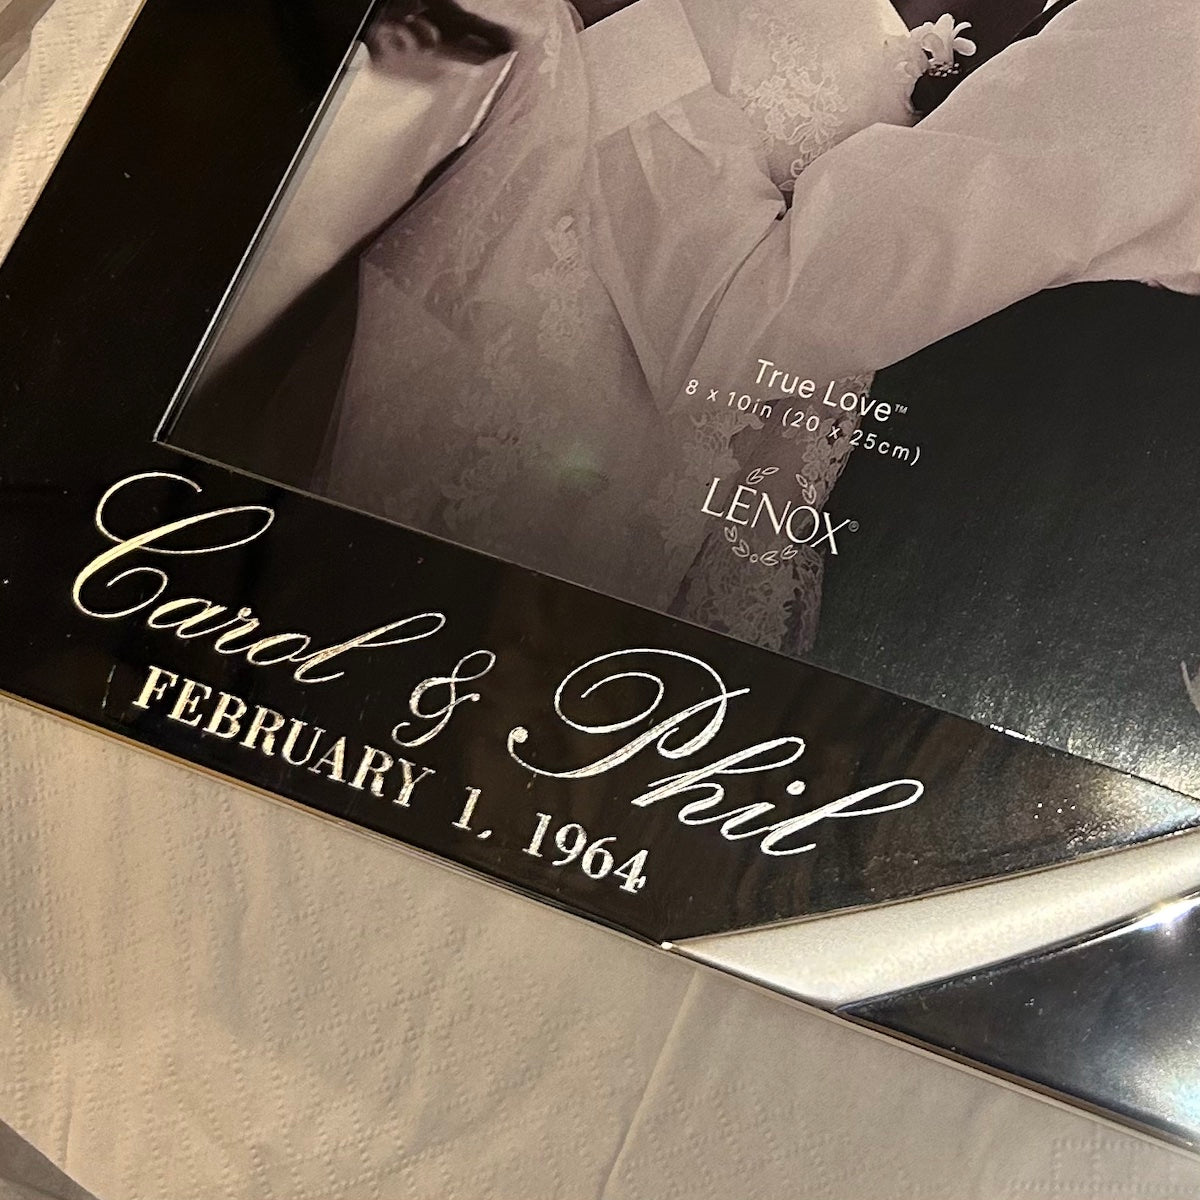 True Love™
8 x 10in (20 x 25cm)
LENOX®
Carol & Phil
FEBRUARY 1, 1964